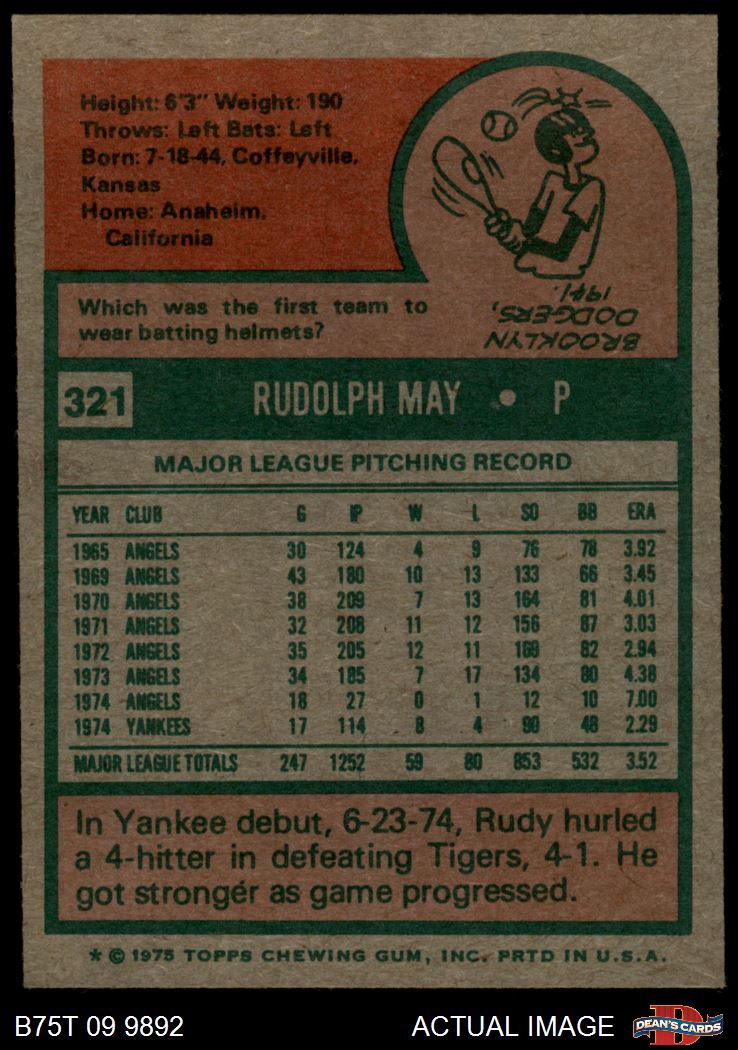 Height: 6'3" Weight: 190
Throws: Left Bats: Left
Born: 7-18-44, Coffeyville,
Kansas
Home: Anaheim,
California
Which was the first team to
wear batting helmets?
BROOKLYN
DODGERS,
1941.
321 RUDOLPH MAY • P
MAJOR LEAGUE PITCHING RECORD
YEAR CLUB G IP W L SO BB ERA
1965 ANGELS 30 124 4 9 76 78 3.92
1969 ANGELS 43 180 10 13 133 66 3.45
1970 ANGELS 38 209 7 13 164 81 4.01
1971 ANGELS 32 208 11 12 156 87 3.03
1972 ANGELS 35 205 12 11 169 82 2.94
1973 ANGELS 34 185 7 17 134 80 4.38
1974 ANGELS 18 27 0 1 12 10 7.00
1974 YANKEES 17 114 8 4 90 48 2.29
MAJOR LEAGUE TOTALS 247 1252 59 80 853 532 3.52
In Yankee debut, 6-23-74, Rudy hurled
a 4-hitter in defeating Tigers, 4-1. He
got stronger as game progressed.
* © 1975 TOPPS CHEWING GUM, INC. PRTD IN U.S.A.
B75T 09 9892 ACTUAL IMAGE DEAN'S CARDS